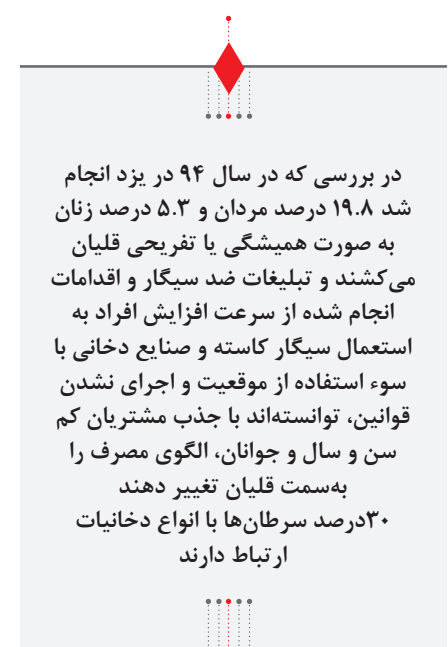 در بررسی که در سال ۹۴ در یزد انجام
شد ۱۹.۸ درصد مردان و ۵.۳ درصد زنان
به صورت همیشگی یا تفریحی قلیان
می‌کشند و تبلیغات ضد سیگار و اقدامات
انجام شده از سرعت افزایش افراد به
استعمال سیگار کاسته و صنایع دخانی با
سوء استفاده از موقعیت و اجرای نشدن
قوانین، توانسته‌اند با جذب مشتریان کم
سن و سال و جوانان، الگوی مصرف را
به‌سمت قلیان تغییر دهند
۳۰درصد سرطان‌ها با انواع دخانیات
ارتباط دارند